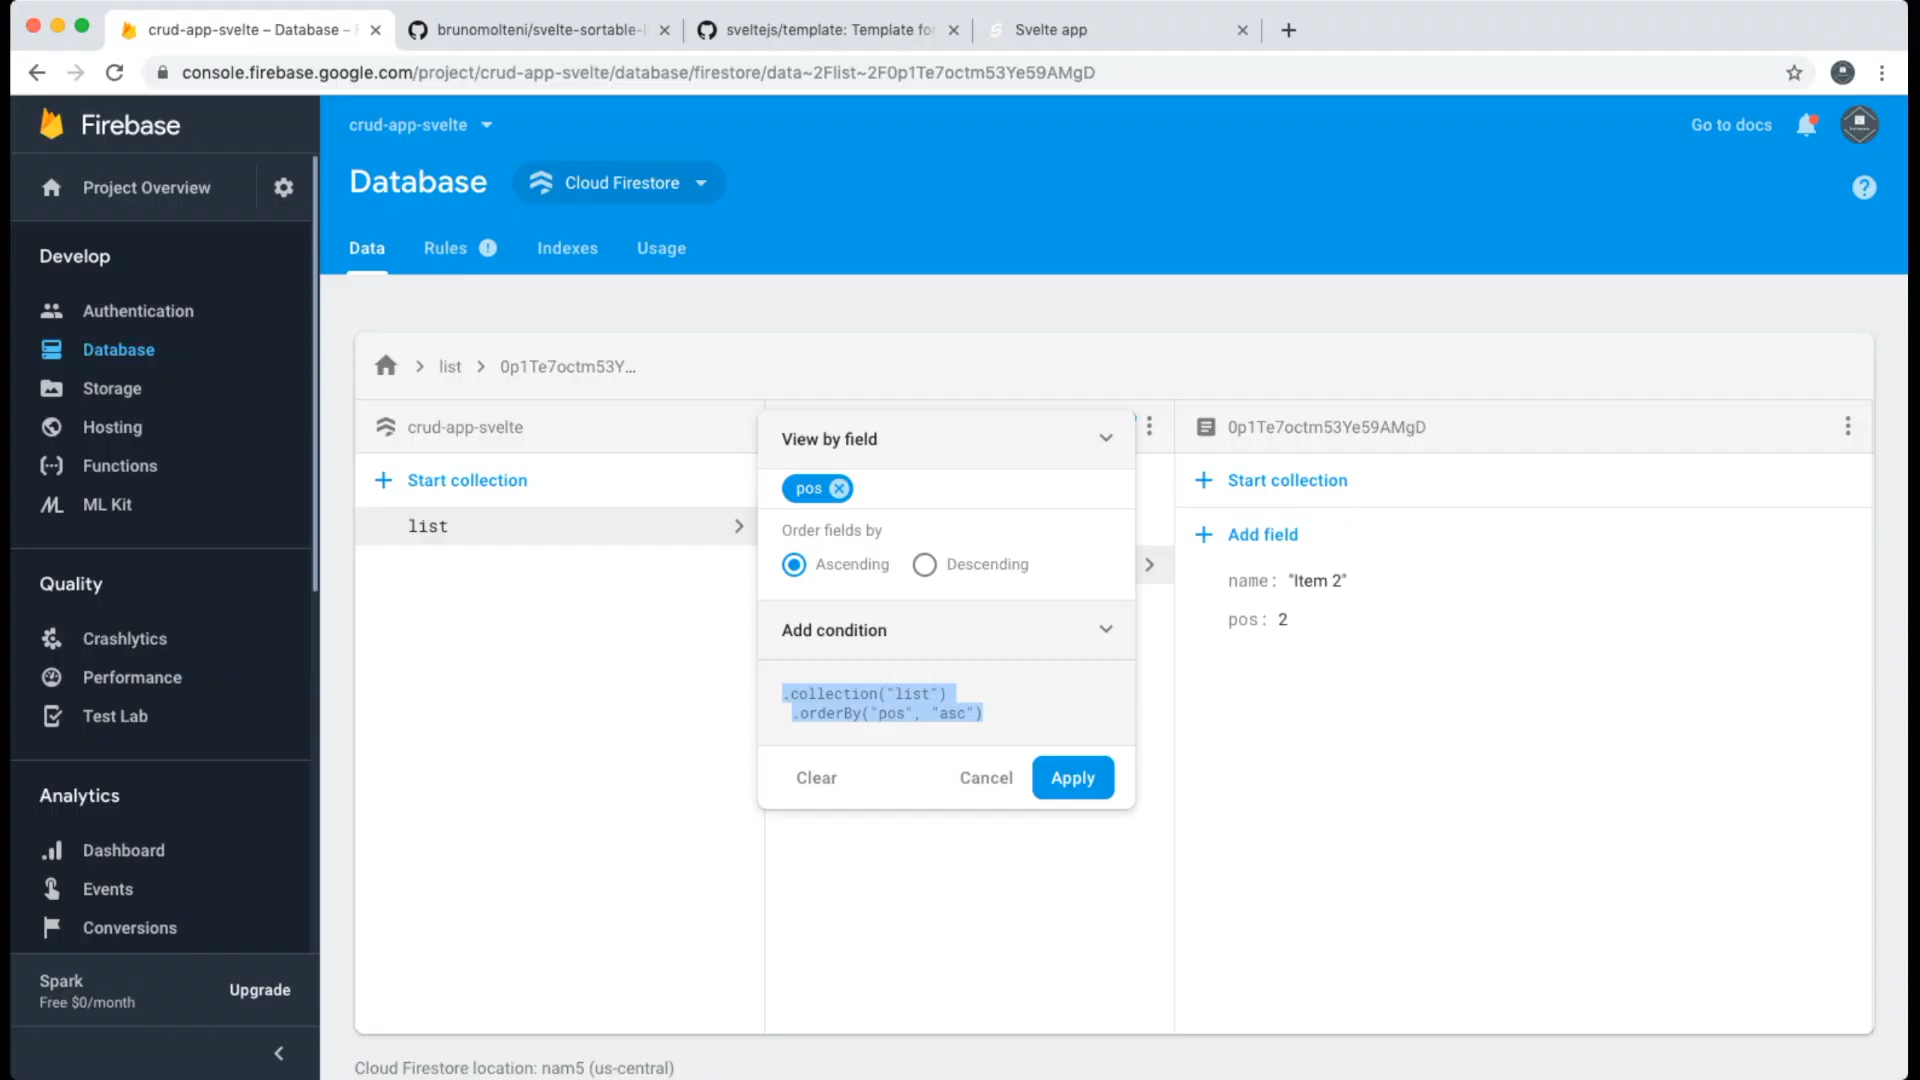 crud-app-svelte – Database –
brunomolteni/svelte-sortable-l
sveltejs/template: Template for
Svelte app
console.firebase.google.com/project/crud-app-svelte/database/firestore/data~2Flist~2F0p1Te7octm53Ye59AMgD
Firebase
Project Overview
Develop
Authentication
Database
Storage
Hosting
Functions
ML Kit
Quality
Crashlytics
Performance
Test Lab
Analytics
Dashboard
Events
Conversions
Spark
Free $0/month
Upgrade
crud-app-svelte
Go to docs
Database
Cloud Firestore
Data
Rules
Indexes
Usage
list
0p1Te7octm53Y...
crud-app-svelte
Start collection
list
View by field
pos
Order fields by
Ascending
Descending
Add condition
.collection("list")
.orderBy("pos", "asc")
Clear
Cancel
Apply
0p1Te7octm53Ye59AMgD
Start collection
Add field
name: "Item 2"
pos: 2
Cloud Firestore location: nam5 (us-central)